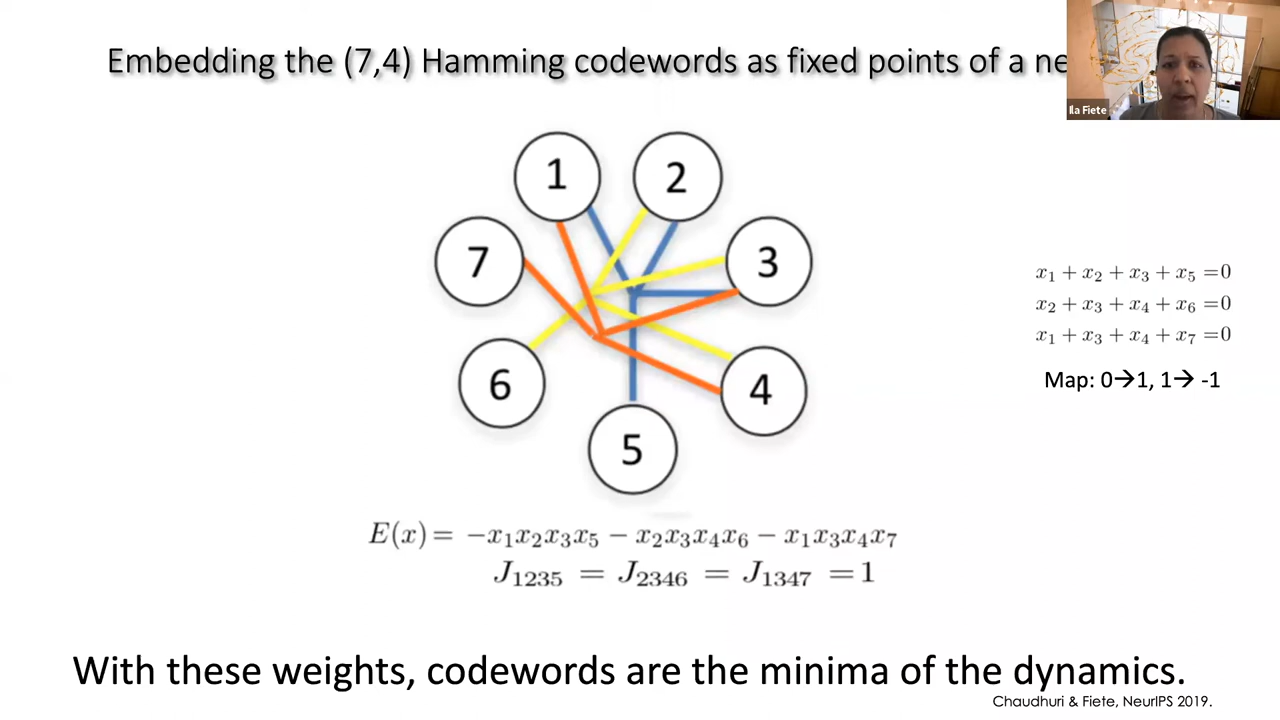 Embedding the (7,4) Hamming codewords as fixed points of a
Ila Fiete
1
2
7
3
x₁ + x₂ + x₃ + x₅ =0
x₂ + x₃ + x₄ + x₆ =0
x₁ + x₃ + x₄ + x₇ =0
Map: 0→1, 1→ -1
6
4
5
E(x) = −x₁x₂x₃x₅ − x₂x₃x₄x₆ − x₁x₃x₄x₇
J₁₂₃₅ = J₂₃₄₆ = J₁₃₄₇ =1
With these weights, codewords are the minima of the dynamics.
Chaudhuri & Fiete, NeurIPS 2019.